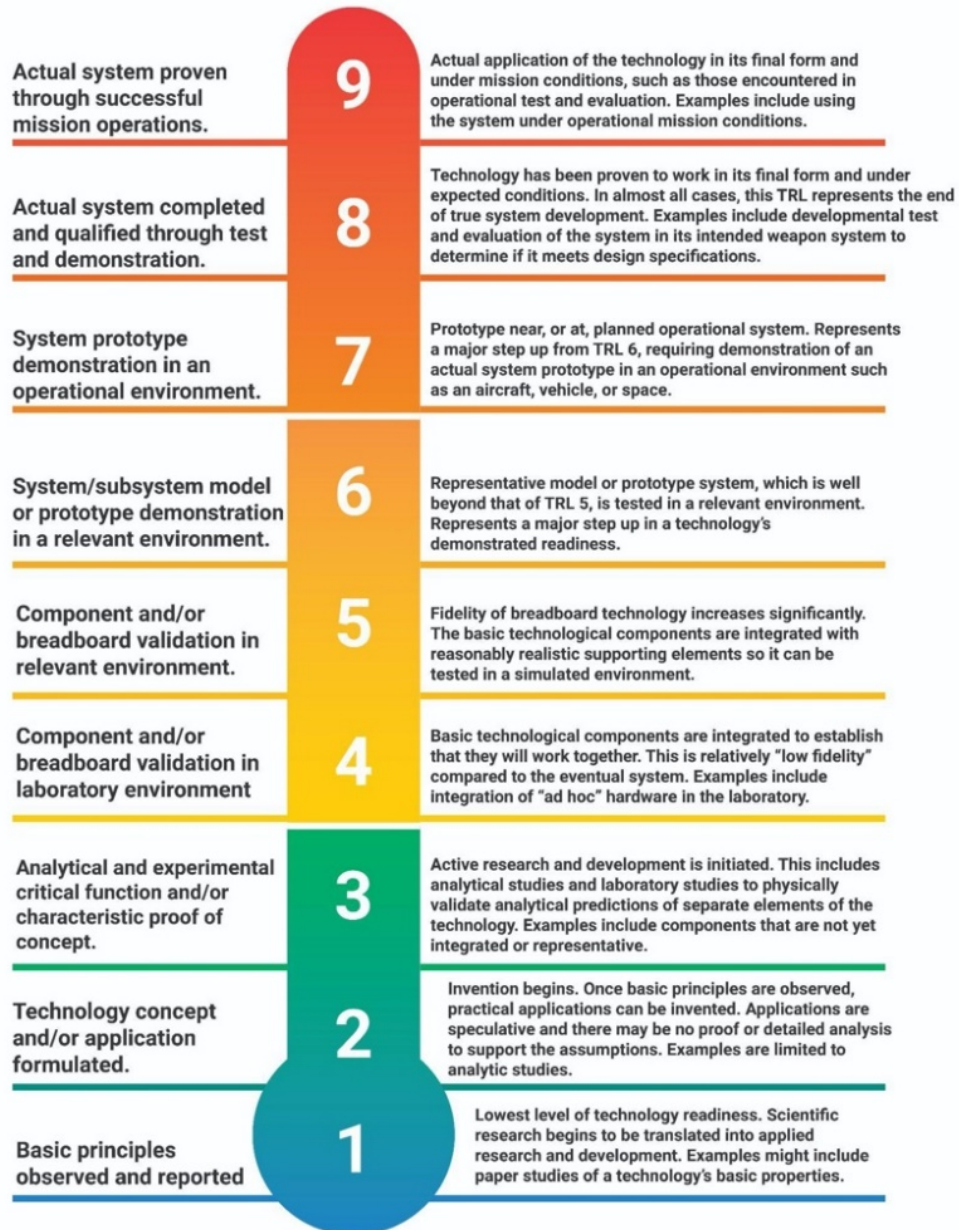 Actual system proven
through successful
mission operations.
9
Actual application of the technology in its final form and
under mission conditions, such as those encountered in
operational test and evaluation. Examples include using
the system under operational mission conditions.
Actual system completed
and qualified through test
and demonstration.
8
Technology has been proven to work in its final form and under
expected conditions. In almost all cases, this TRL represents the end
of true system development. Examples include developmental test
and evaluation of the system in its intended weapon system to
determine if it meets design specifications.
System prototype
demonstration in an
operational environment.
7
Prototype near, or at, planned operational system. Represents
a major step up from TRL 6, requiring demonstration of an
actual system prototype in an operational environment such
as an aircraft, vehicle, or space.
System/subsystem model
or prototype demonstration
in a relevant environment.
6
Representative model or prototype system, which is well
beyond that of TRL 5, is tested in a relevant environment.
Represents a major step up in a technology’s
demonstrated readiness.
Component and/or
breadboard validation in
relevant environment.
5
Fidelity of breadboard technology increases significantly.
The basic technological components are integrated with
reasonably realistic supporting elements so it can be
tested in a simulated environment.
Component and/or
breadboard validation in
laboratory environment
4
Basic technological components are integrated to establish
that they will work together. This is relatively “low fidelity”
compared to the eventual system. Examples include
integration of “ad hoc” hardware in the laboratory.
Analytical and experimental
critical function and/or
characteristic proof of
concept.
3
Active research and development is initiated. This includes
analytical studies and laboratory studies to physically
validate analytical predictions of separate elements of the
technology. Examples include components that are not yet
integrated or representative.
Technology concept
and/or application
formulated.
2
Invention begins. Once basic principles are observed,
practical applications can be invented. Applications are
speculative and there may be no proof or detailed analysis
to support the assumptions. Examples are limited to
analytic studies.
Basic principles
observed and reported
1
Lowest level of technology readiness. Scientific
research begins to be translated into applied
research and development. Examples might include
paper studies of a technology’s basic properties.